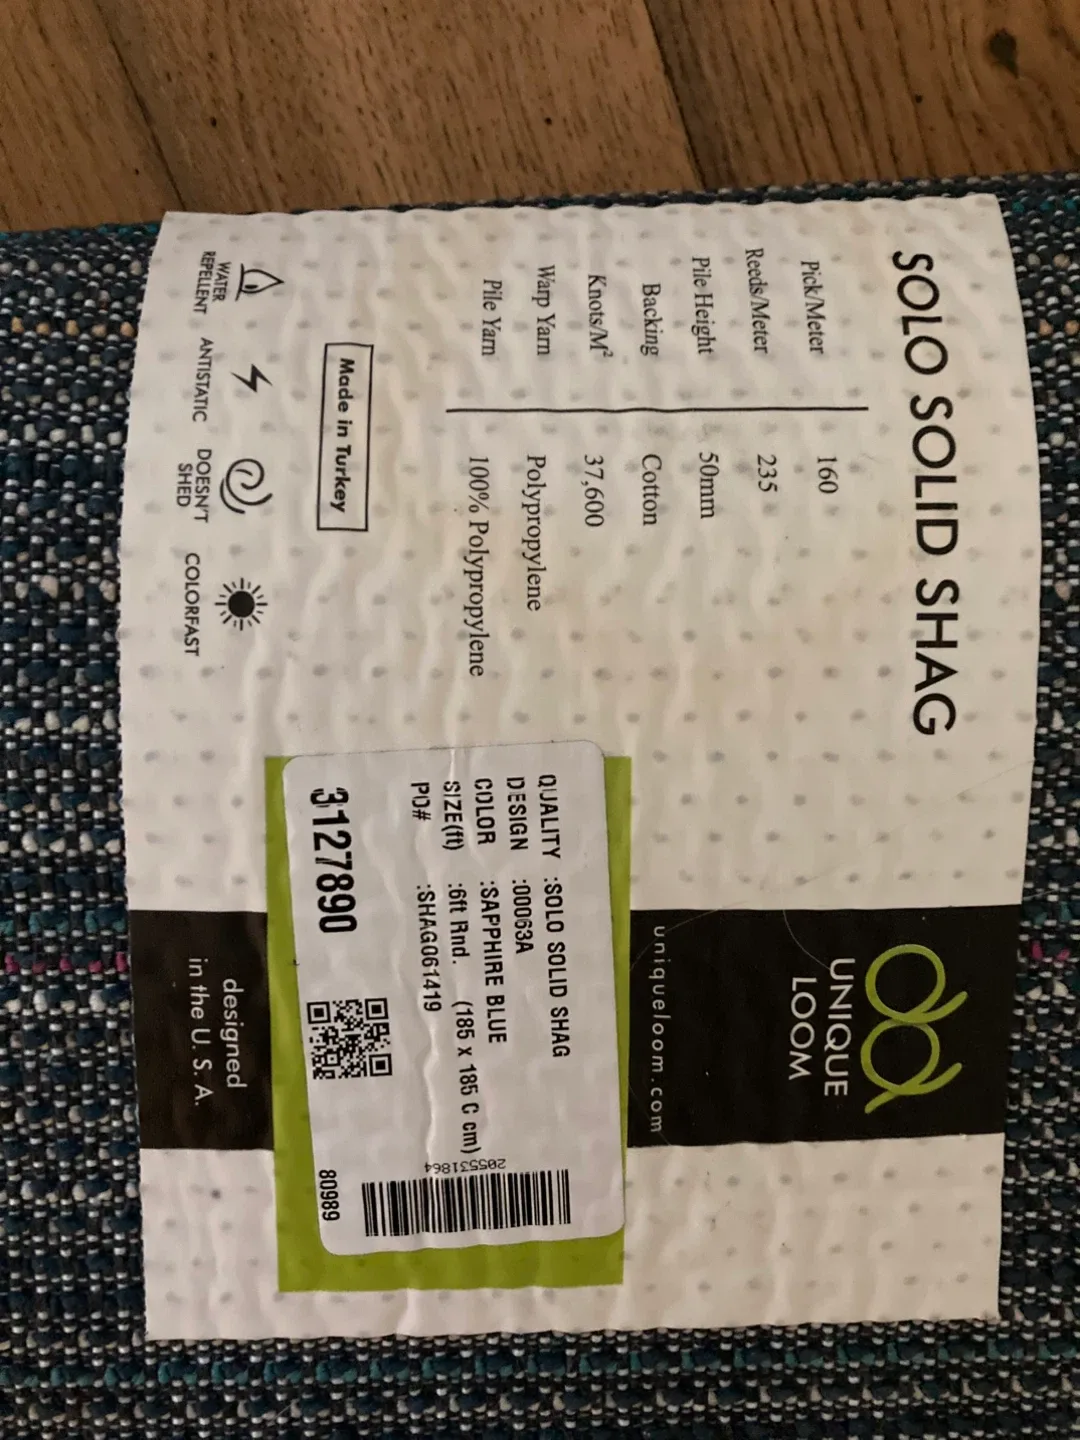 SOLO SOLID SHAG
Pick/Meter 160
Reeds/Meter 235
Pile Height 50mm
Backing Cotton
Knots/M² 37,600
Warp Yarn Polypropylene
Pile Yarn 100% Polypropylene
Made in Turkey
WATER
REPELLENT
ANTISTATIC
DOESN'T
SHED
COLORFAST
UNIQUE
LOOM
uniqueloom.com
QUALITY :SOLO SOLID SHAG
DESIGN :00063A
COLOR :SAPPHIRE BLUE
SIZE(ft) :6ft Rnd. (185 x 185 C cm)
PO# :SHAG061419
3127890
205531864
80989
designed
in the U. S. A.